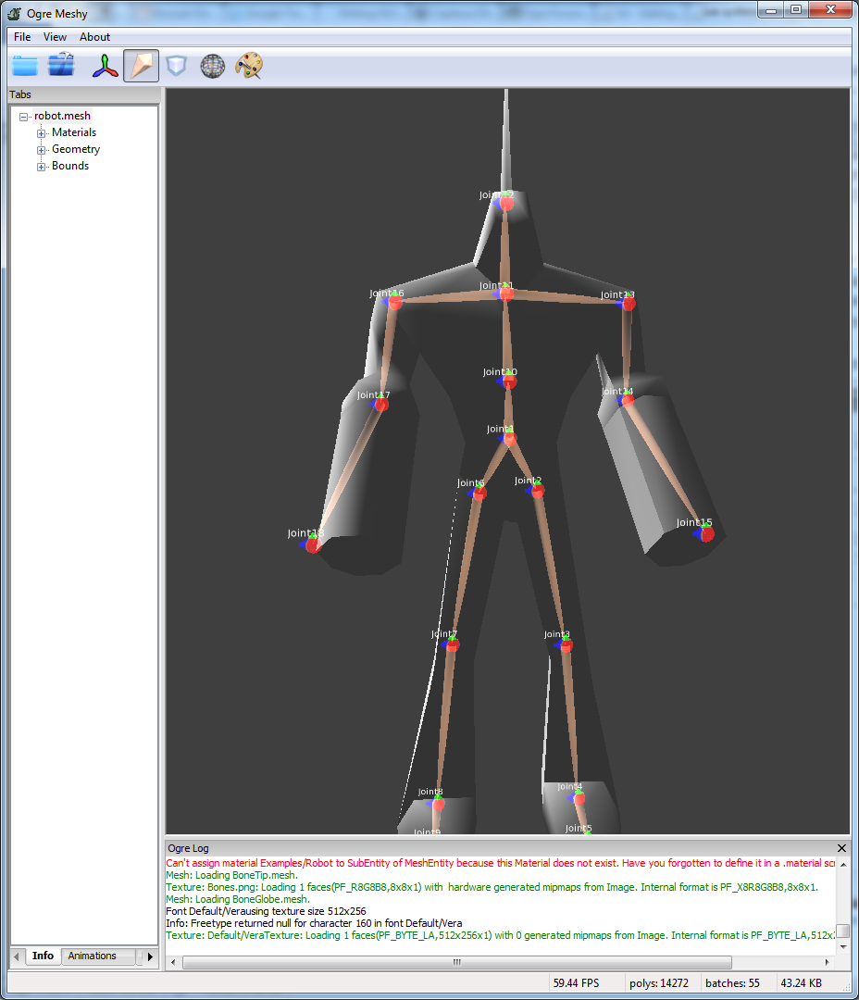 Ogre Meshy
File View About
Tabs
robot.mesh
Materials
Geometry
Bounds
Joint12
Joint11
Joint16
Joint13
Joint10
Joint17
Joint14
Joint1
Joint6
Joint2
Joint18
Joint15
Joint7
Joint3
Joint8
Joint4
Joint9
Joint5
Ogre Log
Can't assign material Examples/Robot to SubEntity of MeshEntity because this Material does not exist. Have you forgotten to define it in a .material
Mesh: Loading BoneTip.mesh.
Texture: Bones.png: Loading 1 faces(PF_R8G8B8,8x8x1) with hardware generated mipmaps from Image. Internal format is PF_X8R8G8B8,8x8x1.
Mesh: Loading BoneGlobe.mesh.
Font Default/Verausing texture size 512x256
Info: Freetype returned null for character 160 in font Default/Vera
Texture: Default/VeraTexture: Loading 1 faces(PF_BYTE_LA,512x256x1) with 0 generated mipmaps from Image. Internal format is PF_BYTE_LA,512x2
Info Animations
59.44 FPS polys: 14272 batches: 55 43.24 KB